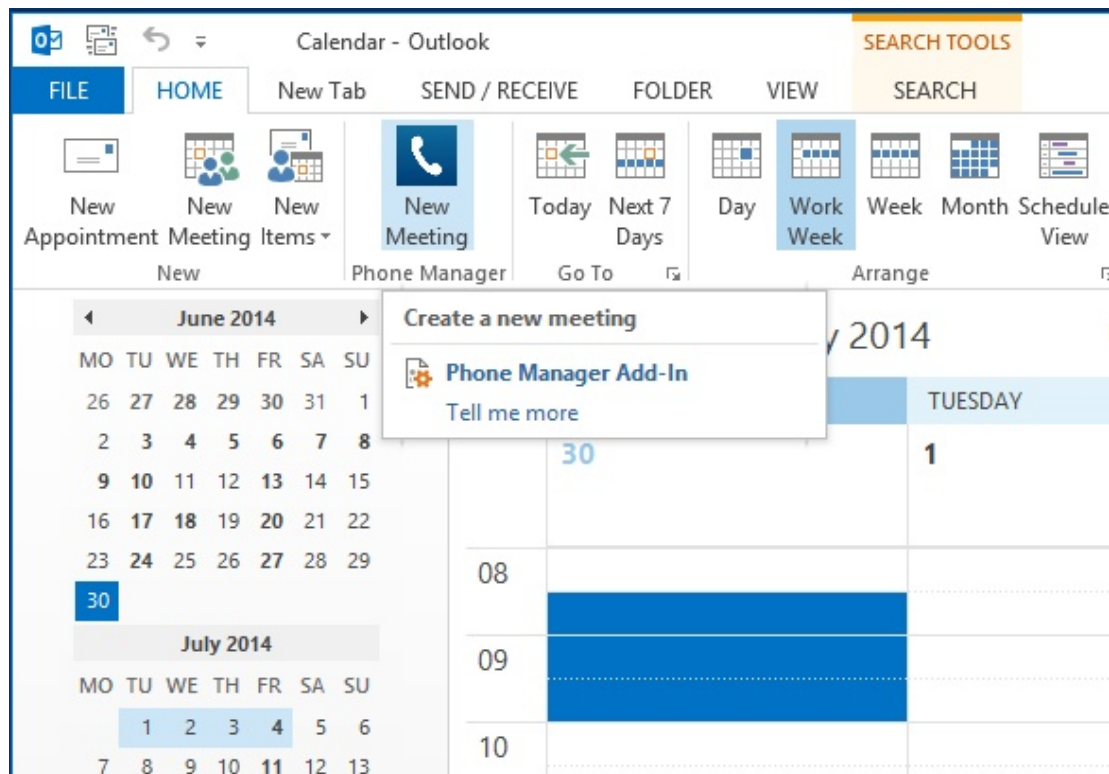 Calendar - Outlook
SEARCH TOOLS
FILE HOME New Tab SEND / RECEIVE FOLDER VIEW SEARCH
New Appointment
New Meeting
New Items
New Meeting
Today
Next 7 Days
Day
Work Week
Week
Month
Schedule View
New
Phone Manager
Go To
Arrange
Create a new meeting
Phone Manager Add-In
Tell me more
June 2014
MO TU WE TH FR SA SU
26 27 28 29 30 31 1
2 3 4 5 6 7 8
9 10 11 12 13 14 15
16 17 18 19 20 21 22
23 24 25 26 27 28 29
30
July 2014
MO TU WE TH FR SA SU
1 2 3 4 5 6
7 8 9 10 11 12 13
y 2014
TUESDAY
30 1
08
09
10